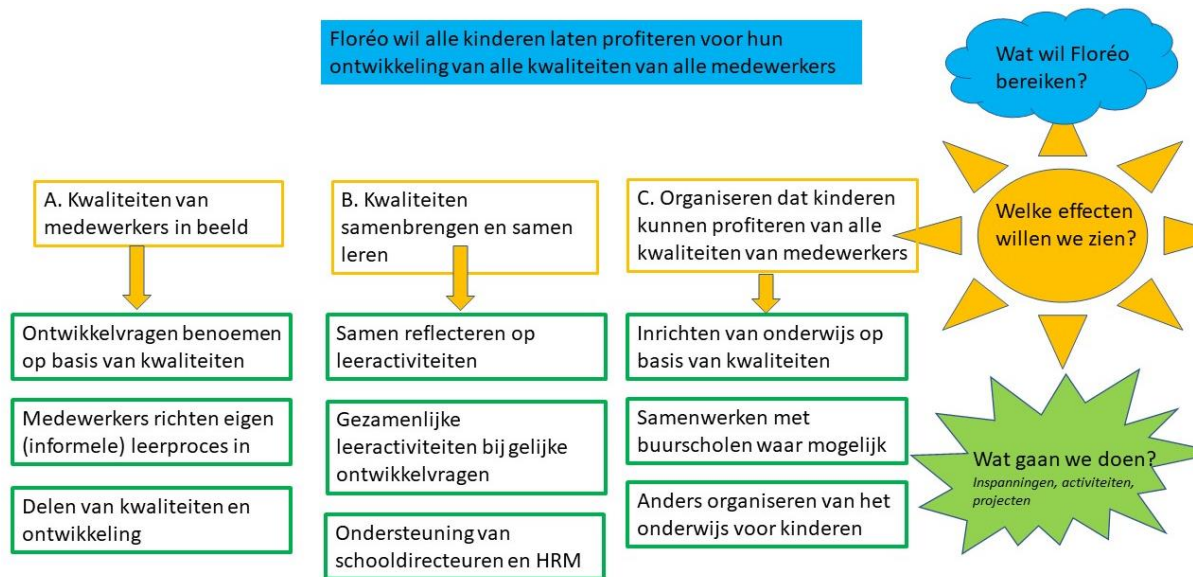 Floréo wil alle kinderen laten profiteren voor hun
ontwikkeling van alle kwaliteiten van alle medewerkers
Wat wil Floréo
bereiken?
A. Kwaliteiten van
medewerkers in beeld
B. Kwaliteiten
samenbrengen en samen
leren
C. Organiseren dat kinderen
kunnen profiteren van alle
kwaliteiten van medewerkers
Welke effecten
willen we zien?
Ontwikkelvragen benoemen
op basis van kwaliteiten
Samen reflecteren op
leeractiviteiten
Inrichten van onderwijs op
basis van kwaliteiten
Medewerkers richten eigen
(informele) leerproces in
Gezamenlijke
leeractiviteiten bij gelijke
ontwikkelvragen
Samenwerken met
buurscholen waar mogelijk
Wat gaan we doen?
Inspanningen, activiteiten,
projecten
Delen van kwaliteiten en
ontwikkeling
Ondersteuning van
schooldirecteuren en HRM
Anders organiseren van het
onderwijs voor kinderen